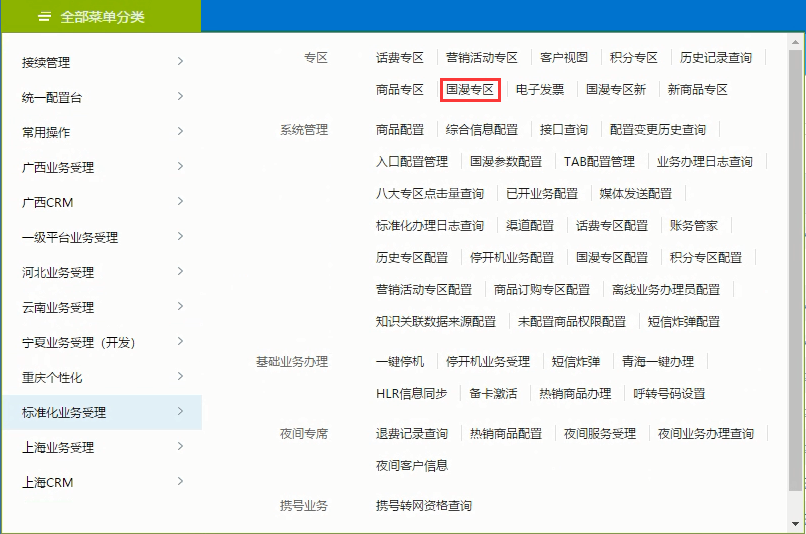 全部菜单分类
接续管理
统一配置台
常用操作
广西业务受理
广西CRM
一级平台业务受理
河北业务受理
云南业务受理
宁夏业务受理（开发）
重庆个性化
标准化业务受理
上海业务受理
上海CRM
专区 话费专区 营销活动专区 客户视图 积分专区 历史记录查询
商品专区 国漫专区 电子发票 国漫专区新 新商品专区
系统管理 商品配置 综合信息配置 接口查询 配置变更历史查询
入口配置管理 国漫参数配置 TAB配置管理 业务办理日志查询
八大专区点击量查询 已开业务配置 媒体发送配置
标准化办理日志查询 渠道配置 话费专区配置 账务管家
历史专区配置 停开机业务配置 国漫专区配置 积分专区配置
营销活动专区配置 商品订购专区配置 离线业务办理员配置
知识关联数据来源配置 未配置商品权限配置 短信炸弹配置
基础业务办理 一键停机 停开机业务受理 短信炸弹 青海一键办理
HLR信息同步 备卡激活 热销商品办理 呼转号码设置
夜间专席 退费记录查询 热销商品配置 夜间服务受理 夜间业务办理查询
夜间客户信息
携号业务 携号转网资格查询